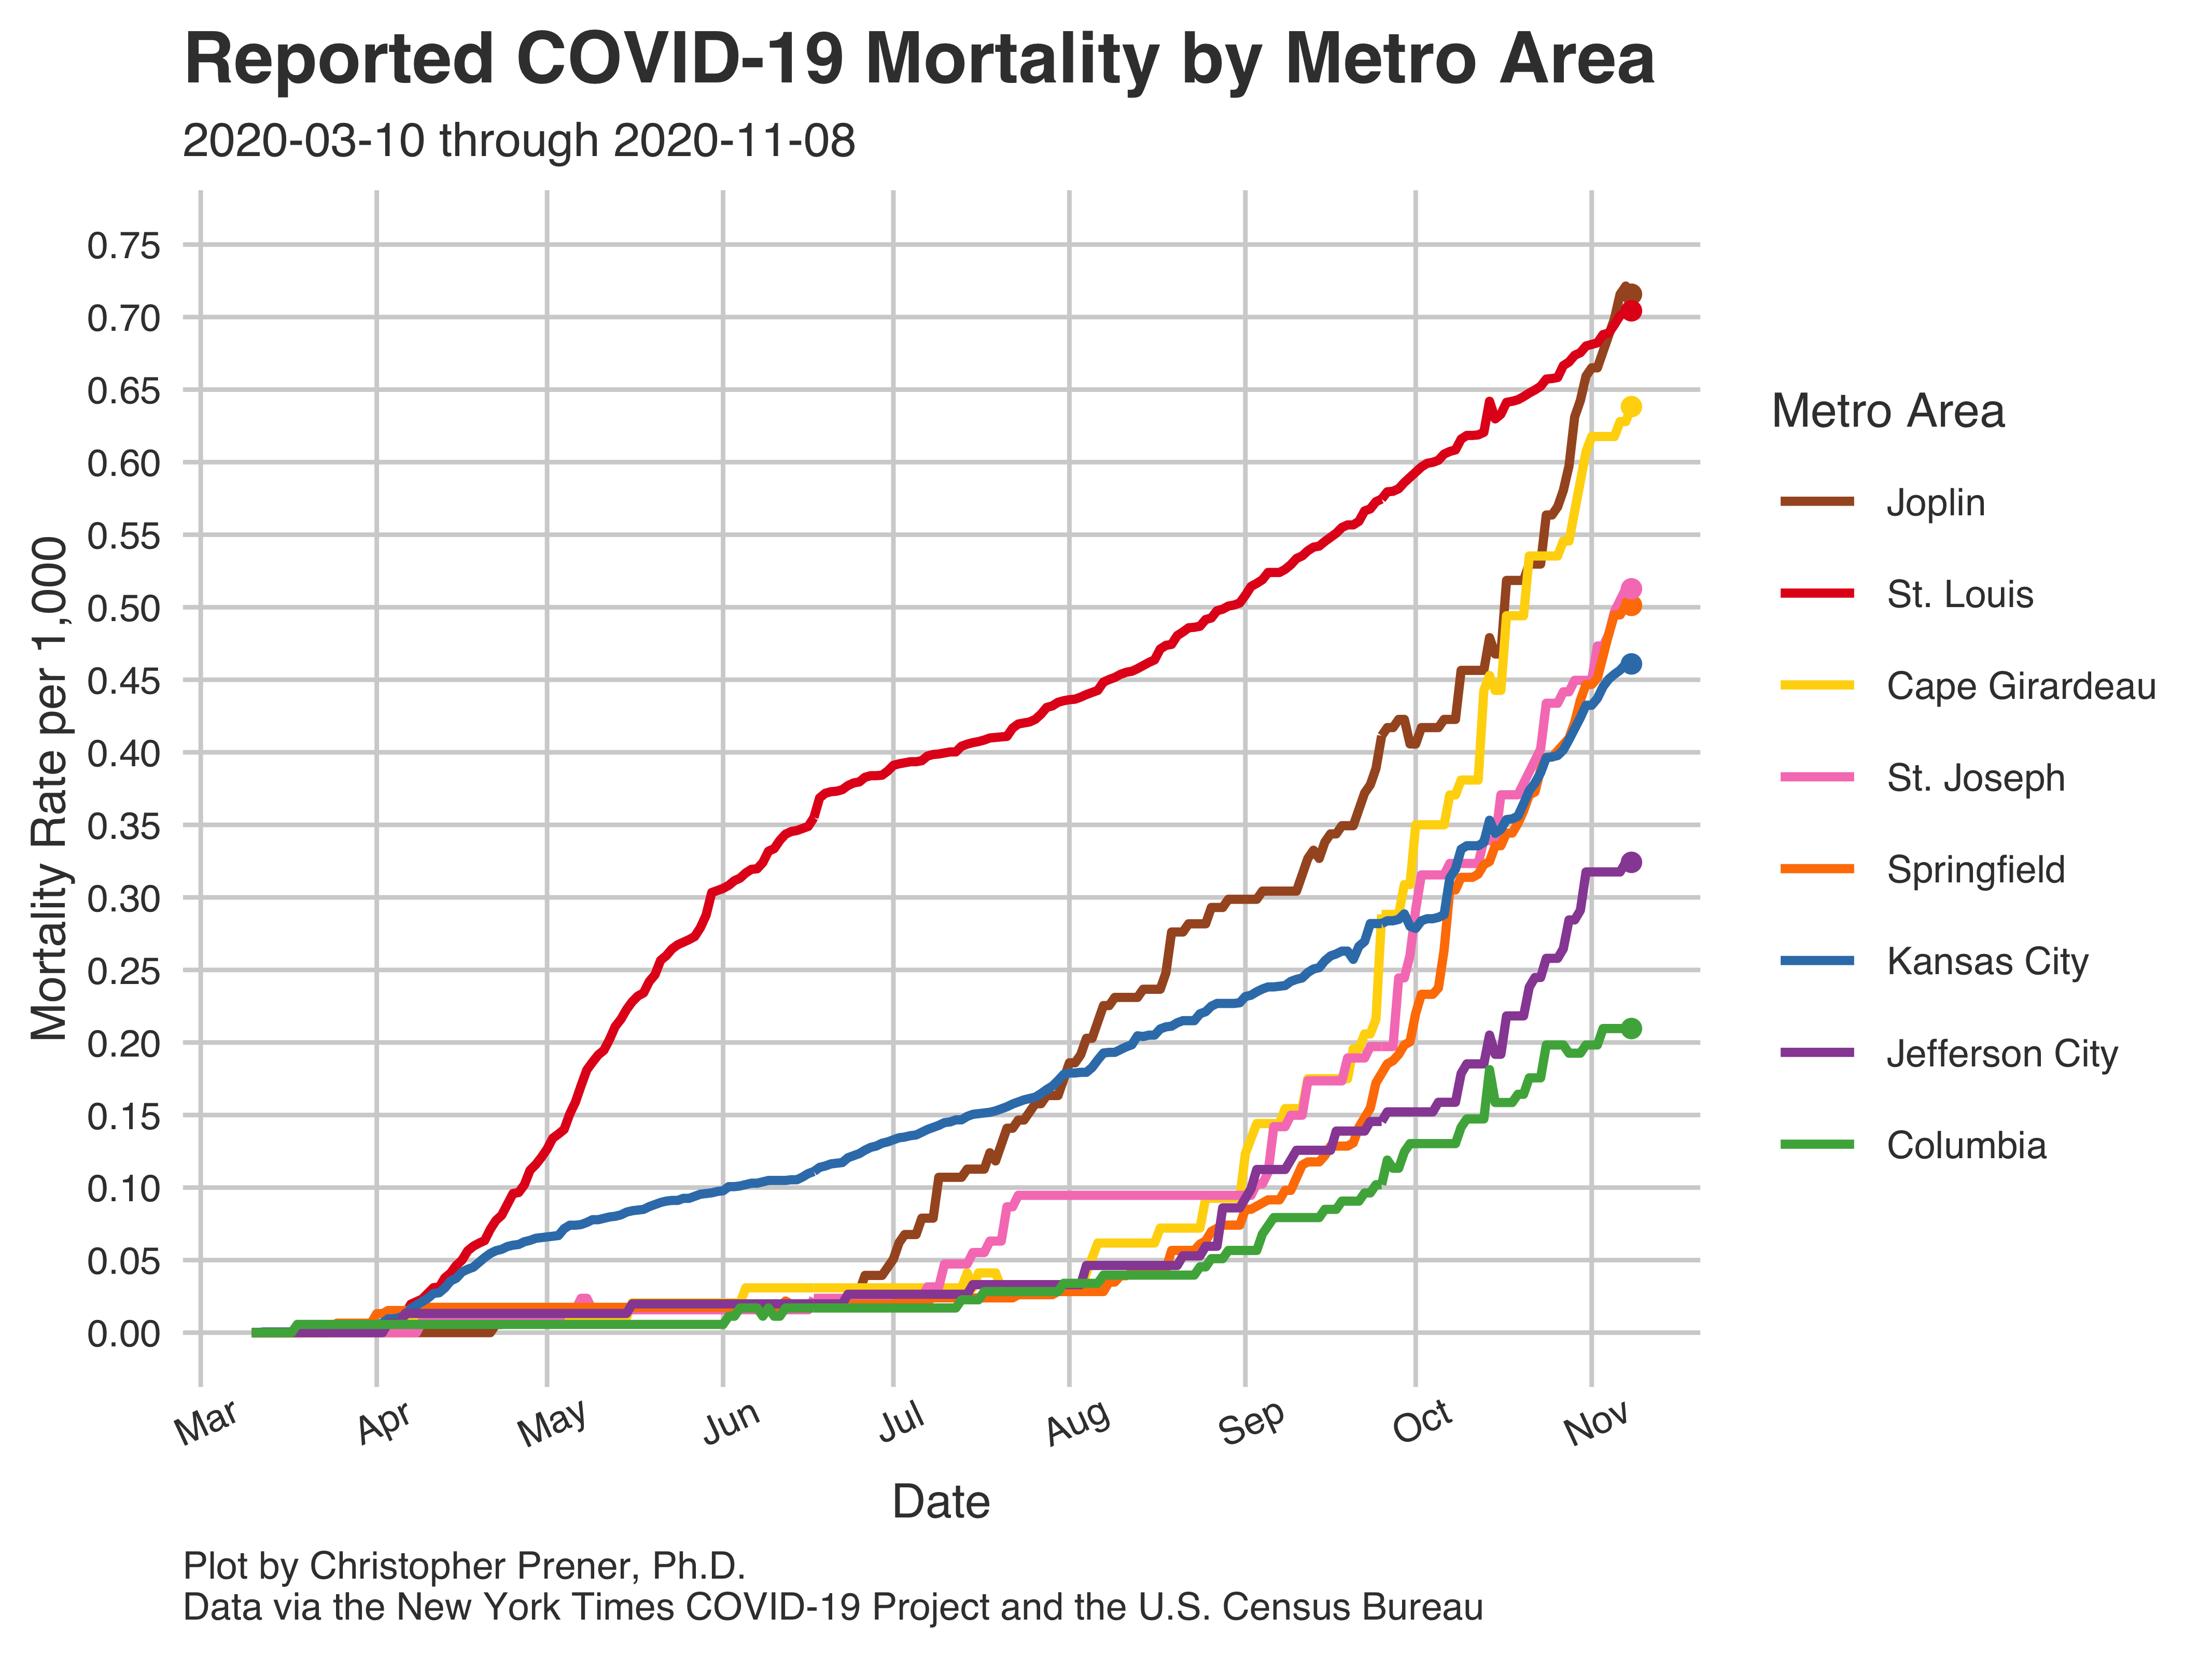 Reported COVID-19 Mortality by Metro Area
2020-03-10 through 2020-11-08
Mortality Rate per 1,000
0.75
0.70
0.65
0.60
0.55
0.50
0.45
0.40
0.35
0.30
0.25
0.20
0.15
0.10
0.05
0.00
Mar
Apr
May
Jun
Jul
Aug
Sep
Oct
Nov
Date
Metro Area
Joplin
St. Louis
Cape Girardeau
St. Joseph
Springfield
Kansas City
Jefferson City
Columbia
Plot by Christopher Prener, Ph.D.
Data via the New York Times COVID-19 Project and the U.S. Census Bureau